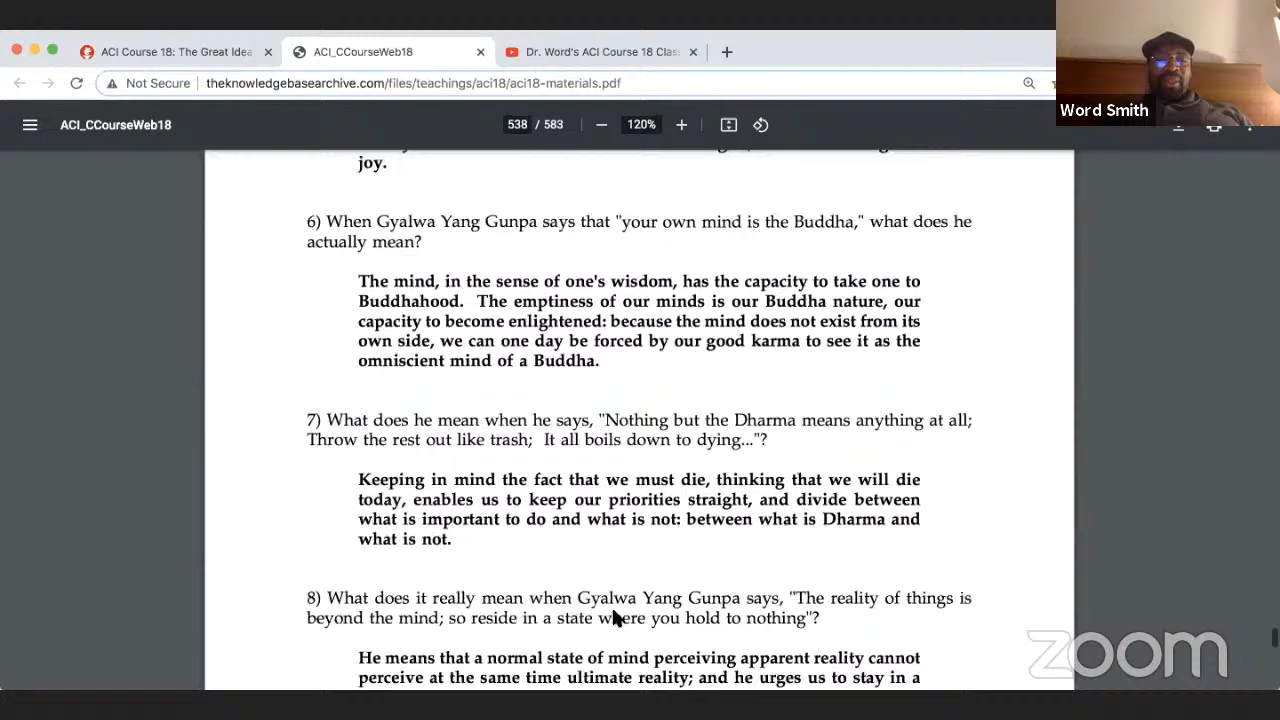 ACI Course 18: The Great Idea
ACI_CCourseWeb18
Dr. Word's ACI Course 18 Clas
Not Secure
theknowledgebasearchive.com/files/teachings/aci18/aci18-materials.pdf
Word Smith
ACI_CCourseWeb18
538 / 583
120%
joy.
6) When Gyalwa Yang Gunpa says that "your own mind is the Buddha," what does he
actually mean?
The mind, in the sense of one's wisdom, has the capacity to take one to
Buddhahood. The emptiness of our minds is our Buddha nature, our
capacity to become enlightened: because the mind does not exist from its
own side, we can one day be forced by our good karma to see it as the
omniscient mind of a Buddha.
7) What does he mean when he says, "Nothing but the Dharma means anything at all;
Throw the rest out like trash; It all boils down to dying..."?
Keeping in mind the fact that we must die, thinking that we will die
today, enables us to keep our priorities straight, and divide between
what is important to do and what is not: between what is Dharma and
what is not.
8) What does it really mean when Gyalwa Yang Gunpa says, "The reality of things is
beyond the mind; so reside in a state where you hold to nothing"?
He means that a normal state of mind perceiving apparent reality cannot
perceive at the same time ultimate reality; and he urges us to stay in a
zoom